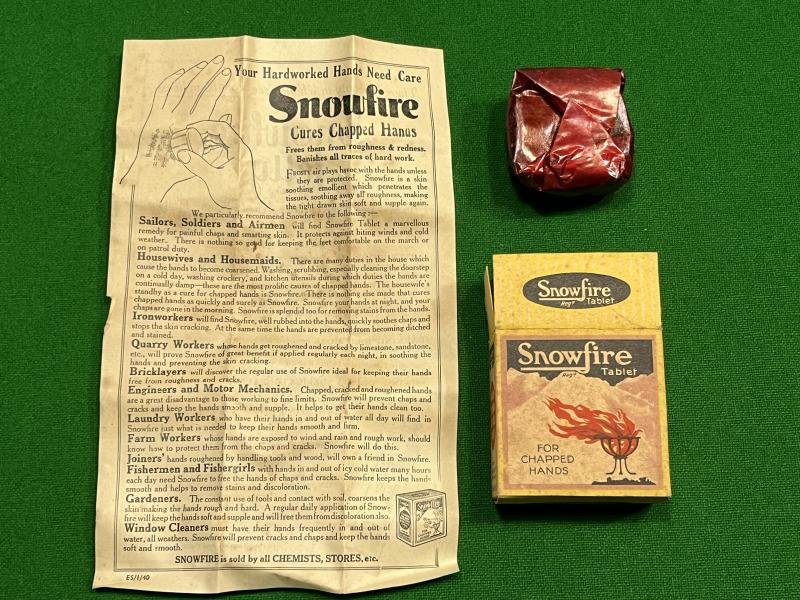 Your Hardworked Hands Need Care
Snowfire
Cures Chapped Hands
Frees them from roughness & redness.
Banishes all traces of hard work.
FROSTY air plays havoc with the hands unless
they are protected. Snowfire is a skin
soothing emollient which penetrates the
tissues, soothing away all roughness, making
the tight drawn skin soft and supple again.
We particularly recommend Snowfire to the following :—
Sailors, Soldiers and Airmen will find Snowfire Tablet a marvellous
remedy for painful chaps and smarting skin. It protects against biting winds and cold
weather. There is nothing so good for keeping the feet comfortable on the march or
on patrol duty.
Housewives and Housemaids. There are many duties in the house which
cause the hands to become coarsened. Washing, scrubbing, especially cleaning the doorstep
on a cold day, washing crockery, and kitchen utensils during which duties the hands are
continually damp—these are the most prolific causes of chapped hands. The housewife's
standby as a cure for chapped hands is Snowfire. There is nothing else made that cures
chapped hands as quickly and surely as Snowfire. Snowfire your hands at night, and your
chaps are gone in the morning. Snowfire is splendid too for removing stains from the hands.
Ironworkers will find Snowfire, well rubbed into the hands, quickly soothes chaps and
stops the skin cracking. At the same time the hands are prevented from becoming ditched
and stained.
Quarry Workers whose hands get roughened and cracked by limestone, sandstone,
etc., will prove Snowfire of great benefit if applied regularly each night, in soothing the
hands and preventing the skin cracking.
Bricklayers will discover the regular use of Snowfire ideal for keeping their hands
free from roughness and cracks.
Engineers and Motor Mechanics. Chapped, cracked and roughened hands
are a great disadvantage to those working to fine limits. Snowfire will prevent chaps and
cracks and keep the hands smooth and supple. It helps to get their hands clean too.
Laundry Workers who have their hands in and out of water all day will find in
Snowfire just what is needed to keep their hands smooth and firm.
Farm Workers whose hands are exposed to wind and rain and rough work, should
know how to protect them from the chaps and cracks. Snowfire will do this.
Joiners' hands roughened by handling tools and wood, will own a friend in Snowfire.
Fishermen and Fishergirls with hands in and out of icy cold water many hours
each day need Snowfire to free the hands of chaps and cracks. Snowfire keeps the hands
smooth and helps to remove stains and discoloration.
Gardeners. The constant use of tools and contact with soil, coarsens the
skin making the hands rough and hard. A regular daily application of Snow-
fire will keep the hands soft and supple and will free them from discoloration also.
Window Cleaners must have their hands frequently in and out of
water, all weathers. Snowfire will prevent cracks and chaps and keep the hands
soft and smooth.
SNOWFIRE is sold by all CHEMISTS, STORES, etc.
ES/1/40
Snowfire
Regd Tablet
Snowfire
Regd Tablet
FOR
CHAPPED
HANDS